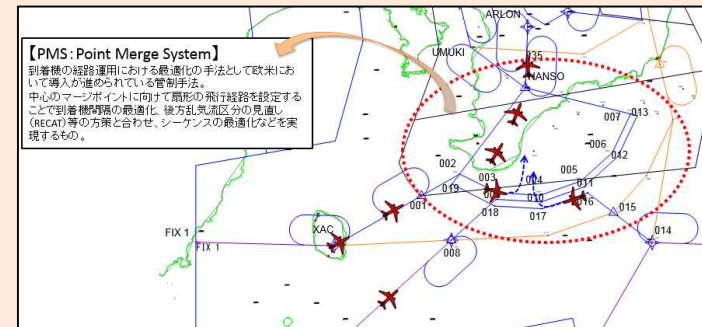 【PMS:Point Merge System】
到着機の経路運用における最適化の手法として欧米にお
いて導入が進められている管制手法。
中心のマージポイントに向けて扇形の飛行経路を設定する
ことで到着機間隔の最適化、後方乱気流区分の見直し
(RECAT)等の方策と合わせ、シーケンスの最適化などを実
現するもの。
ARLON
UMUKI
035
NANSO
013
007
006
012
002
005
003
004
011
019
001
010
016
015
018
017
XAC
FIX 1
FIX 1
008
014